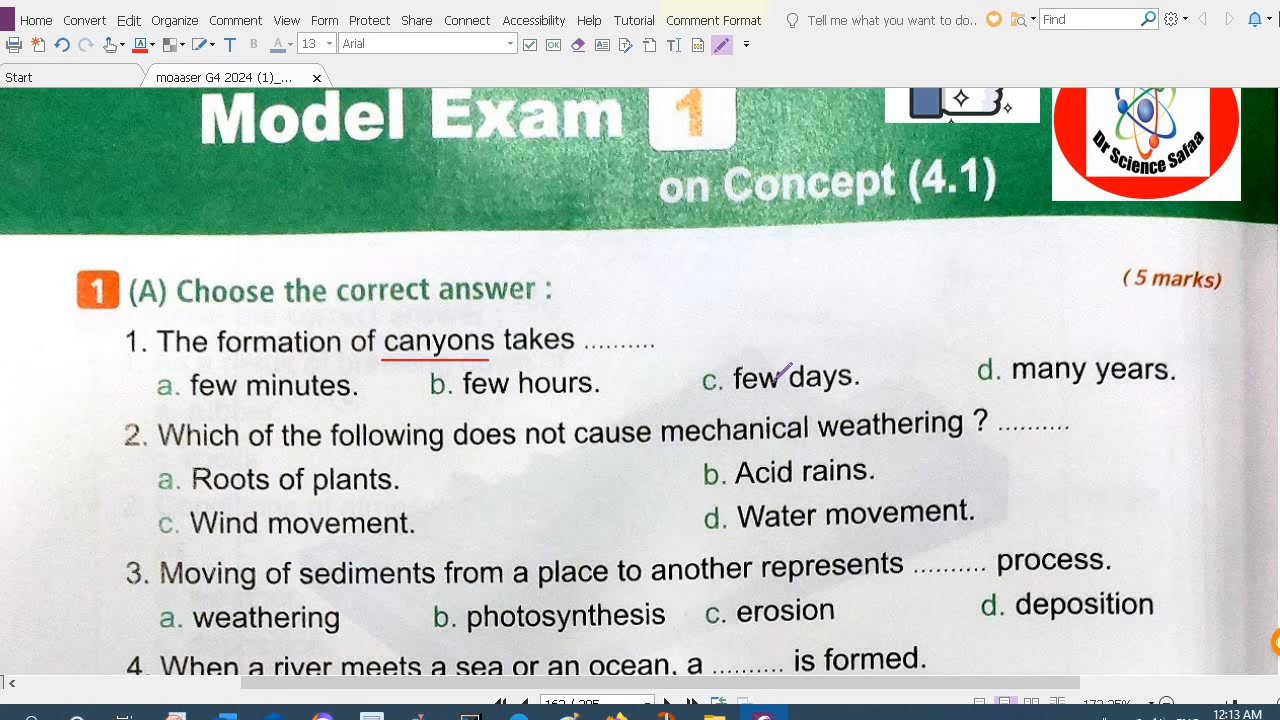 Home Convert Edit Organize Comment View Form Protect Share Connect Accessibility Help Tutorial Comment Format Tell me what you want to do.. Find
13 Arial OK
Start moaaser G4 2024 (1)_... ×
Model Exam 1
on Concept (4.1)
Dr Science Safaa
1 (A) Choose the correct answer : (5 marks)
1. The formation of canyons takes ..........
a. few minutes. b. few hours. c. few days. d. many years.
2. Which of the following does not cause mechanical weathering ? ..........
a. Roots of plants. b. Acid rains.
c. Wind movement. d. Water movement.
3. Moving of sediments from a place to another represents .......... process.
a. weathering b. photosynthesis c. erosion d. deposition
4. When a river meets a sea or an ocean, a .......... is formed.
12:13 AM